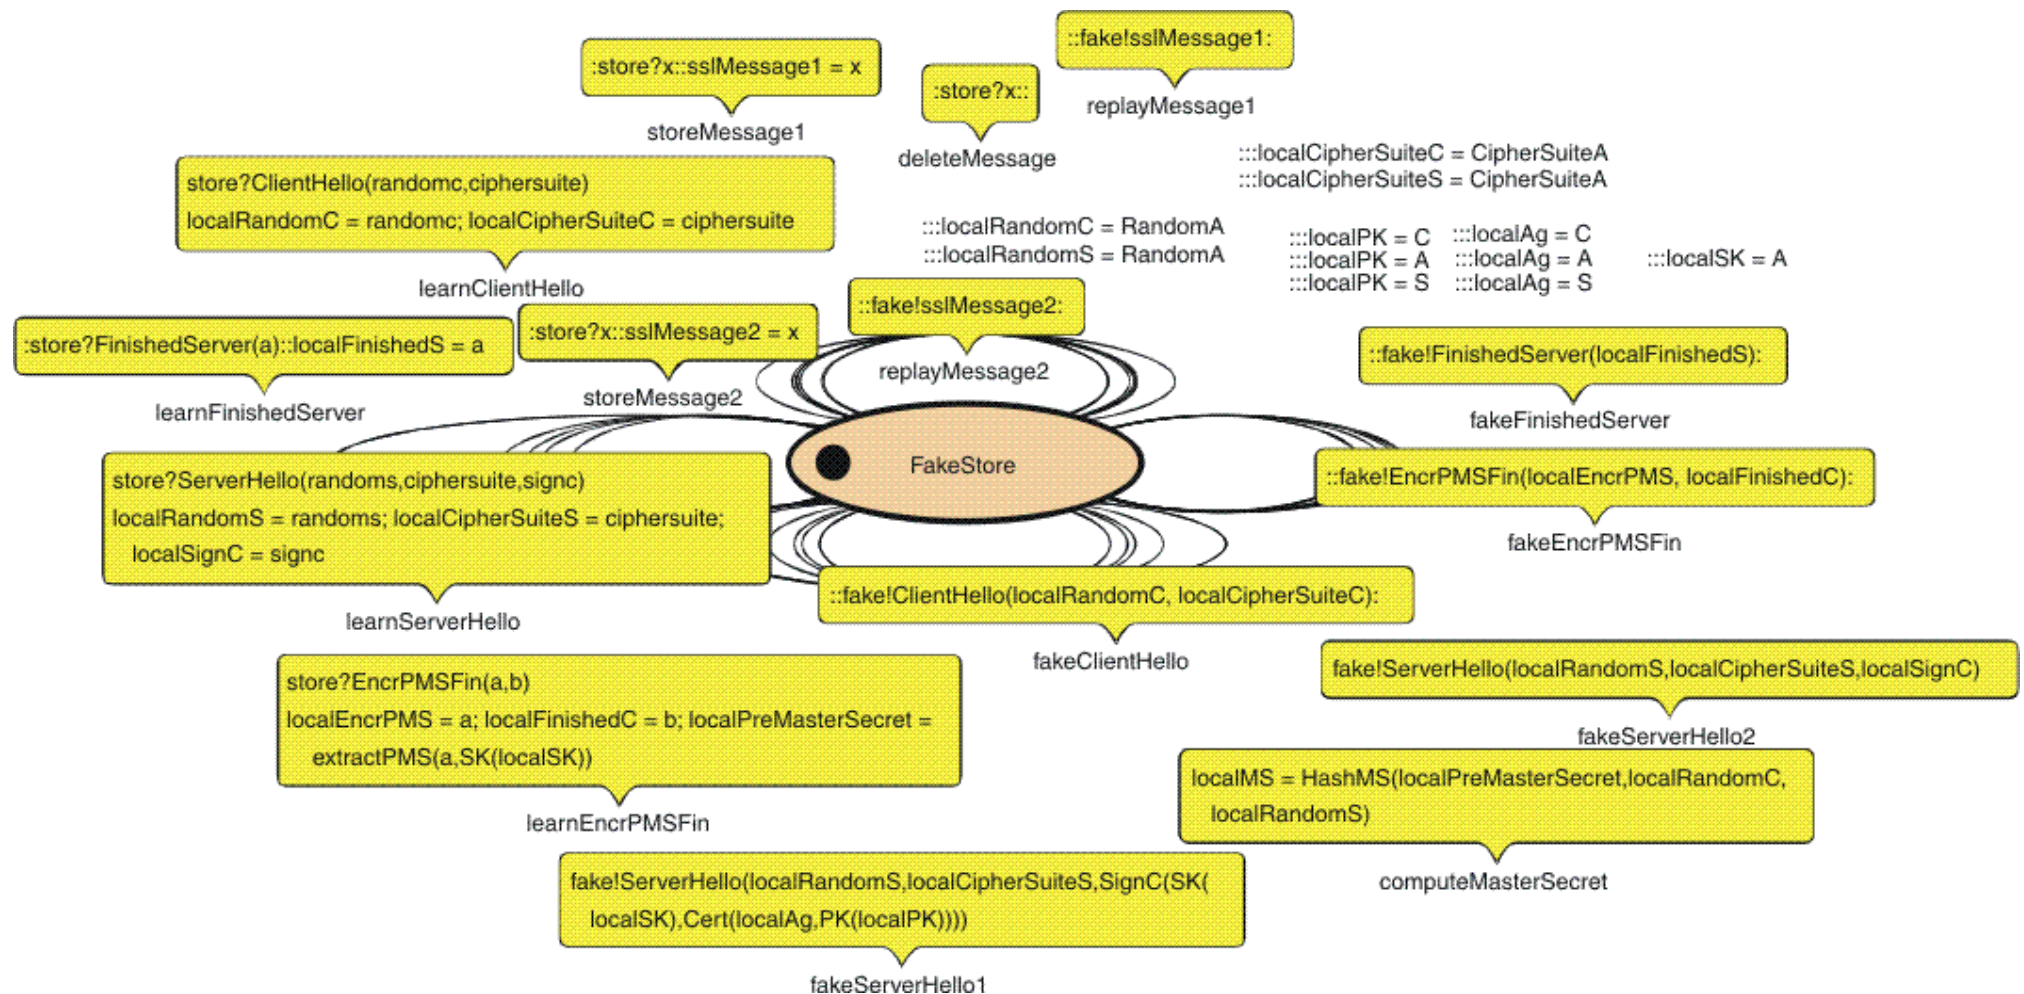 ::fake!sslMessage1:
replayMessage1
:store?x::sslMessage1 = x
storeMessage1
:store?x::
deleteMessage
:::localCipherSuiteC = CipherSuiteA
:::localCipherSuiteS = CipherSuiteA
store?ClientHello(randomc,ciphersuite)
localRandomC = randomc; localCipherSuiteC = ciphersuite
learnClientHello
:::localRandomC = RandomA
:::localRandomS = RandomA
:::localPK = C
:::localPK = A
:::localPK = S
:::localAg = C
:::localAg = A
:::localAg = S
:::localSK = A
:store?FinishedServer(a)::localFinishedS = a
learnFinishedServer
:store?x::sslMessage2 = x
storeMessage2
::fake!sslMessage2:
replayMessage2
::fake!FinishedServer(localFinishedS):
fakeFinishedServer
FakeStore
store?ServerHello(randoms,ciphersuite,signc)
localRandomS = randoms; localCipherSuiteS = ciphersuite;
localSignC = signc
learnServerHello
::fake!EncrPMSFin(localEncrPMS, localFinishedC):
fakeEncrPMSFin
::fake!ClientHello(localRandomC, localCipherSuiteC):
fakeClientHello
store?EncrPMSFin(a,b)
localEncrPMS = a; localFinishedC = b; localPreMasterSecret =
extractPMS(a,SK(localSK))
learnEncrPMSFin
fake!ServerHello(localRandomS,localCipherSuiteS,localSignC)
fakeServerHello2
localMS = HashMS(localPreMasterSecret,localRandomC,
localRandomS)
computeMasterSecret
fake!ServerHello(localRandomS,localCipherSuiteS,SignC(SK(
localSK),Cert(localAg,PK(localPK))))
fakeServerHello1